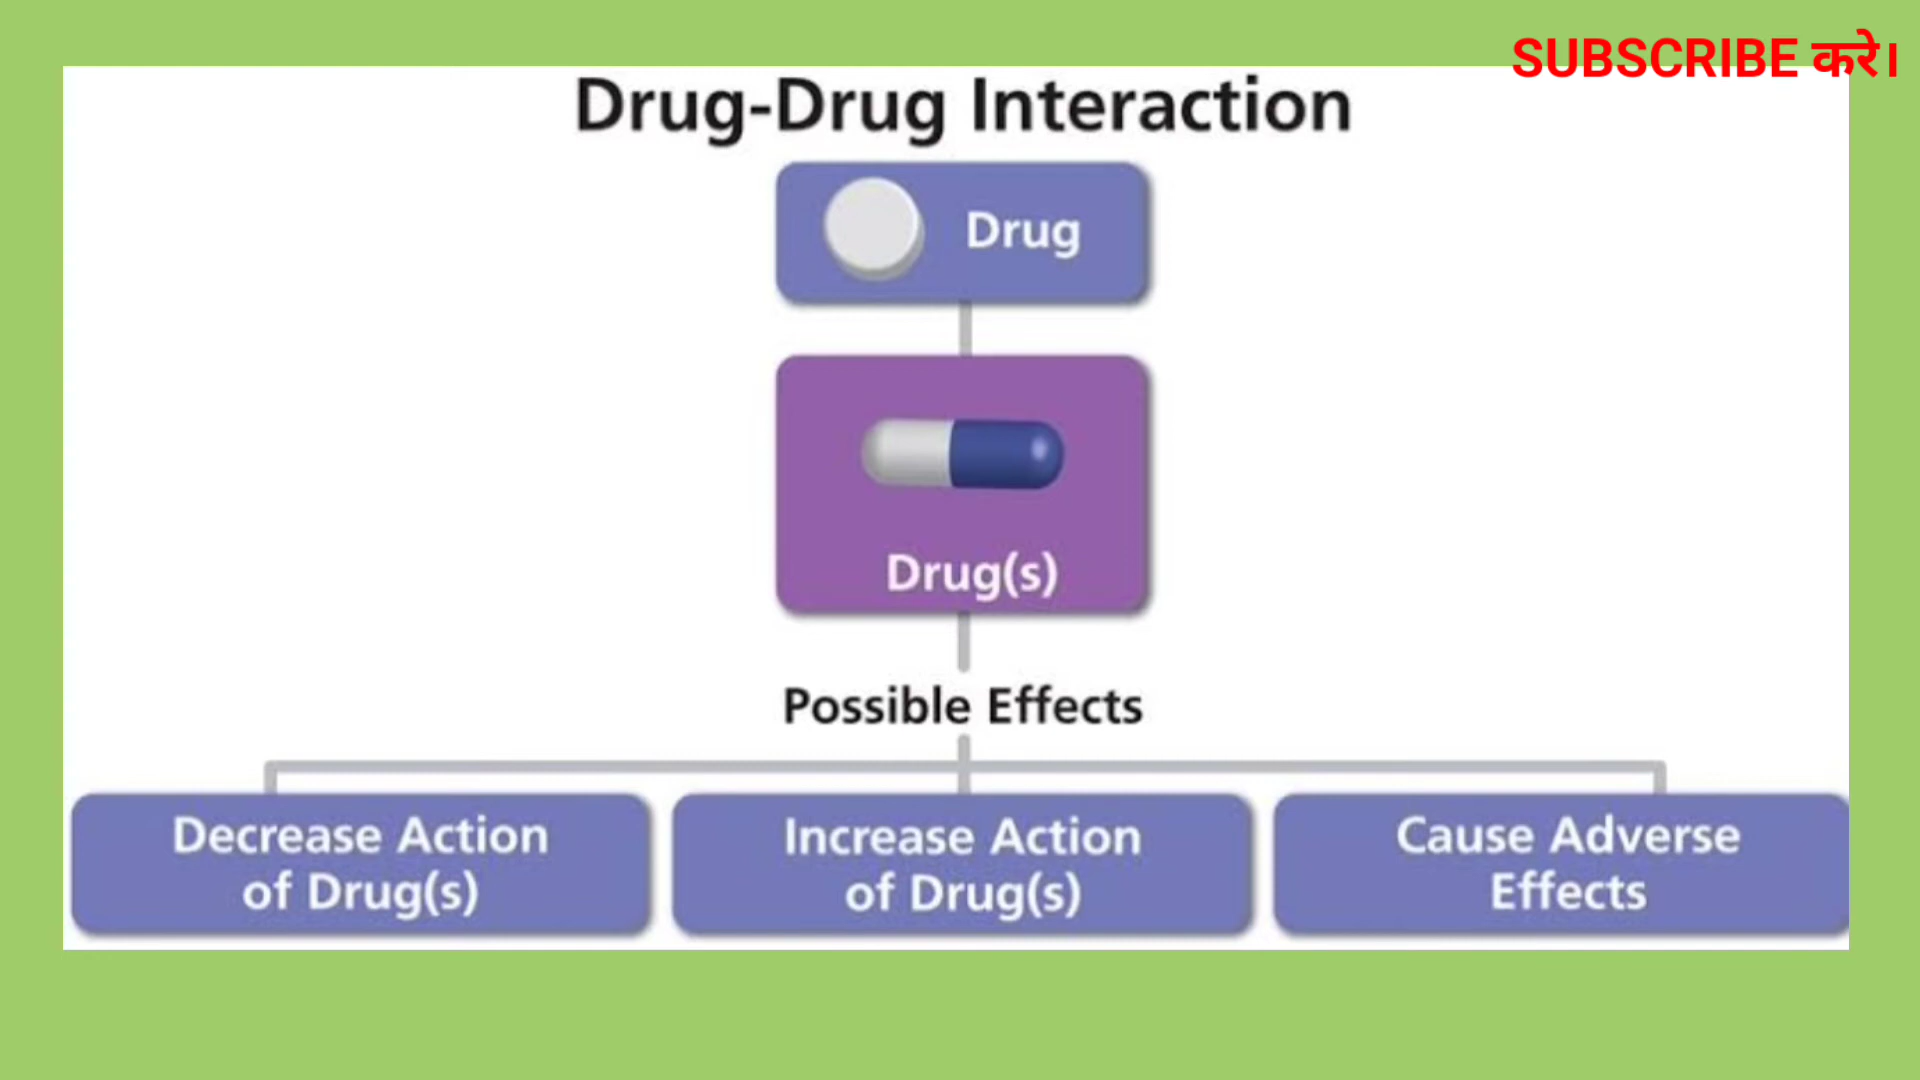 SUBSCRIBE करे।
Drug-Drug Interaction
Drug
Drug(s)
Possible Effects
Decrease Action
of Drug(s)
Increase Action
of Drug(s)
Cause Adverse
Effects